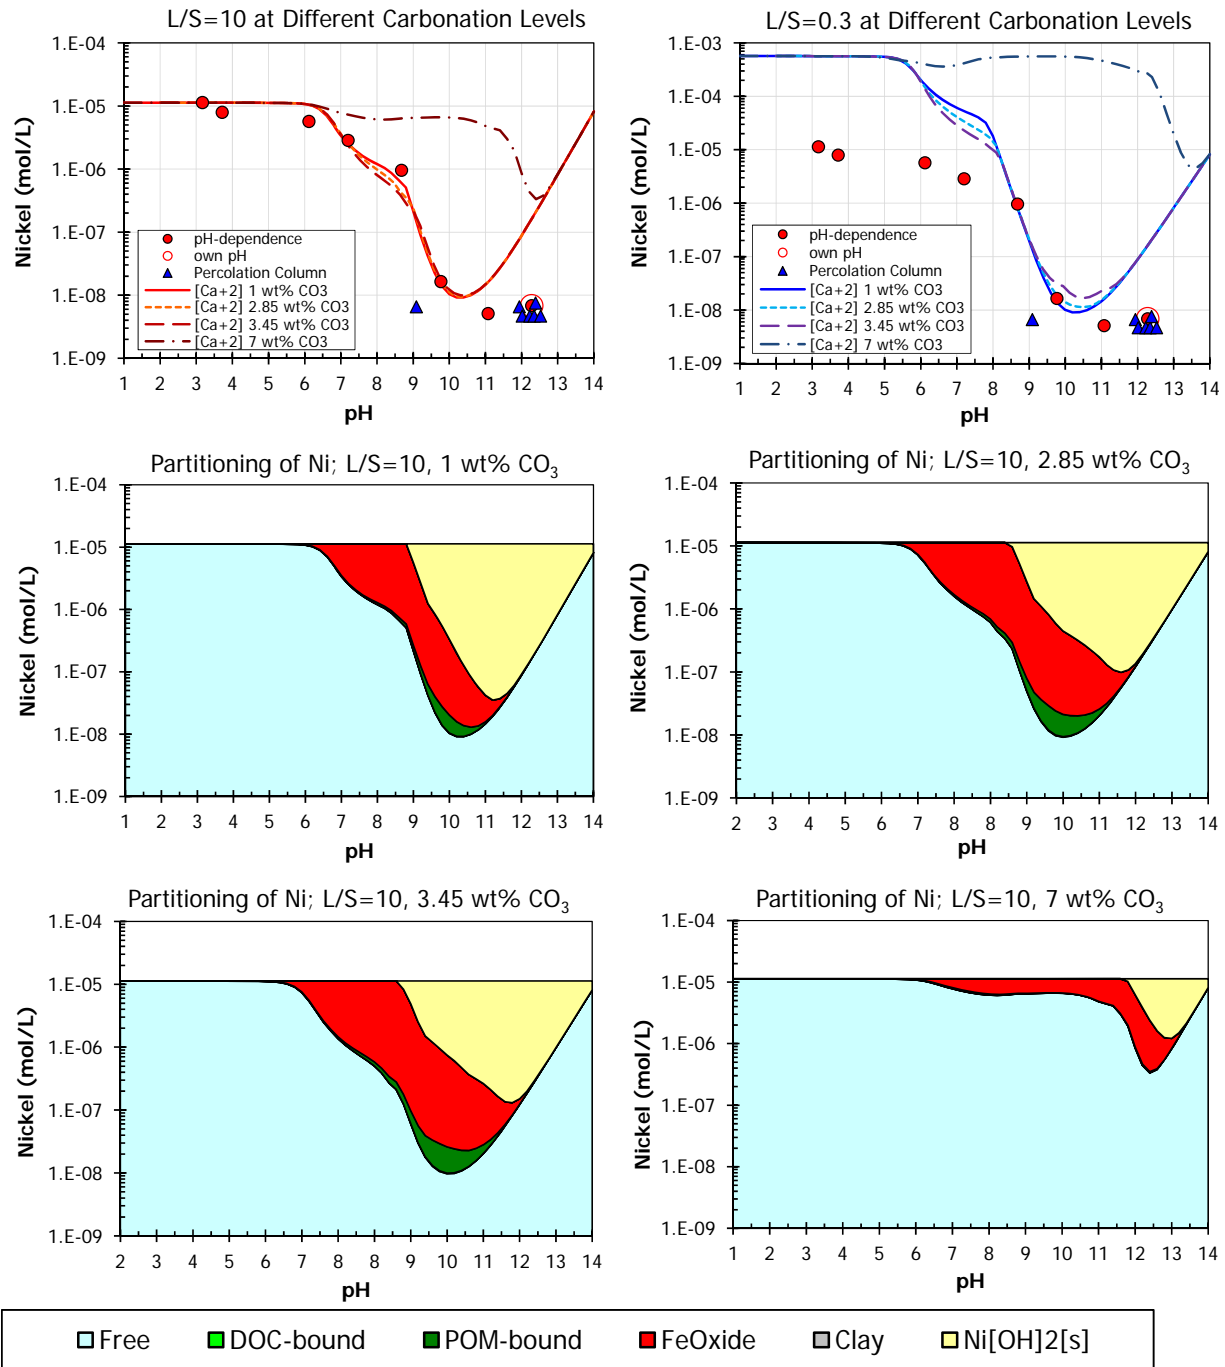 L/S=10 at Different Carbonation Levels
1.E-04
1.E-05
1.E-06
1.E-07
1.E-08
1.E-09
Nickel (mol/L)
pH-dependence
own pH
Percolation Column
[Ca+2] 1 wt% CO3
[Ca+2] 2.85 wt% CO3
[Ca+2] 3.45 wt% CO3
[Ca+2] 7 wt% CO3
1 2 3 4 5 6 7 8 9 10 11 12 13 14
pH
L/S=0.3 at Different Carbonation Levels
1.E-03
1.E-04
1.E-05
1.E-06
1.E-07
1.E-08
1.E-09
Nickel (mol/L)
pH-dependence
own pH
Percolation Column
[Ca+2] 1 wt% CO3
[Ca+2] 2.85 wt% CO3
[Ca+2] 3.45 wt% CO3
[Ca+2] 7 wt% CO3
1 2 3 4 5 6 7 8 9 10 11 12 13 14
pH
Partitioning of Ni; L/S=10, 1 wt% CO3
1.E-04
1.E-05
1.E-06
1.E-07
1.E-08
1.E-09
Nickel (mol/L)
1 2 3 4 5 6 7 8 9 10 11 12 13 14
pH
Partitioning of Ni; L/S=10, 2.85 wt% CO3
1.E-04
1.E-05
1.E-06
1.E-07
1.E-08
1.E-09
Nickel (mol/L)
2 3 4 5 6 7 8 9 10 11 12 13 14
pH
Partitioning of Ni; L/S=10, 3.45 wt% CO3
1.E-04
1.E-05
1.E-06
1.E-07
1.E-08
1.E-09
Nickel (mol/L)
2 3 4 5 6 7 8 9 10 11 12 13 14
pH
Partitioning of Ni; L/S=10, 7 wt% CO3
1.E-04
1.E-05
1.E-06
1.E-07
1.E-08
1.E-09
Nickel (mol/L)
1 2 3 4 5 6 7 8 9 10 11 12 13 14
pH
Free DOC-bound POM-bound FeOxide Clay Ni[OH]2[s]